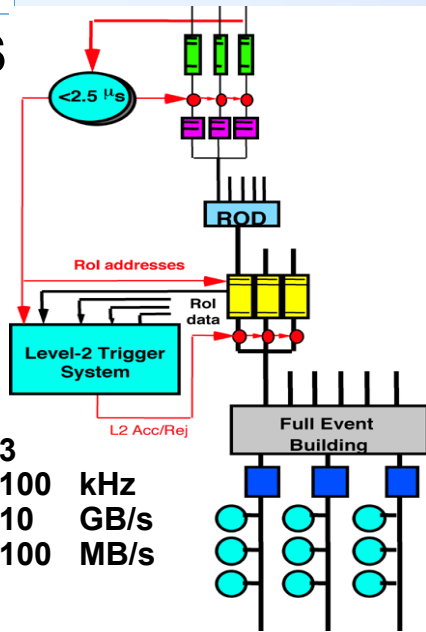 S
<2.5 µs
ROD
RoI addresses
RoI
data
Level-2 Trigger
System
L2 Acc/Rej
Full Event
Building
3
100 kHz
10 GB/s
100 MB/s